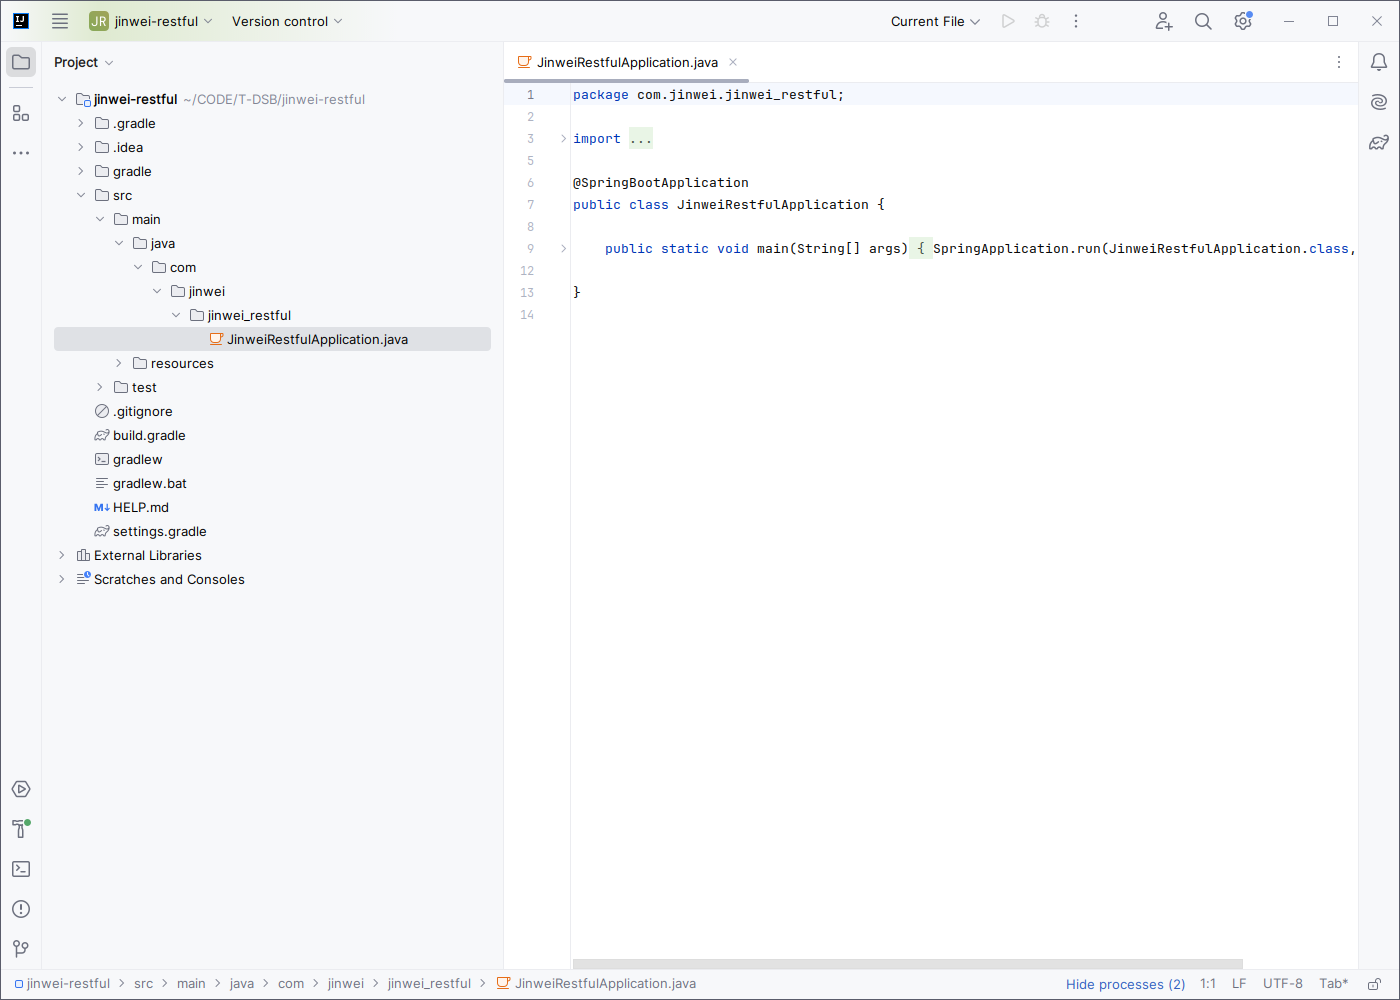 JR jinwei-restful Version control Current File
Project
JinweiRestfulApplication.java
jinwei-restful ~/CODE/T-DSB/jinwei-restful
.gradle
.idea
gradle
src
main
java
com
jinwei
jinwei_restful
JinweiRestfulApplication.java
resources
test
.gitignore
build.gradle
gradlew
gradlew.bat
M↓ HELP.md
settings.gradle
External Libraries
Scratches and Consoles
1 package com.jinwei.jinwei_restful;
2
3 import ...
5
6 @SpringBootApplication
7 public class JinweiRestfulApplication {
8
9 public static void main(String[] args) { SpringApplication.run(JinweiRestfulApplication.class,
12
13 }
14
jinwei-restful > src > main > java > com > jinwei > jinwei_restful > JinweiRestfulApplication.java Hide processes (2) 1:1 LF UTF-8 Tab*